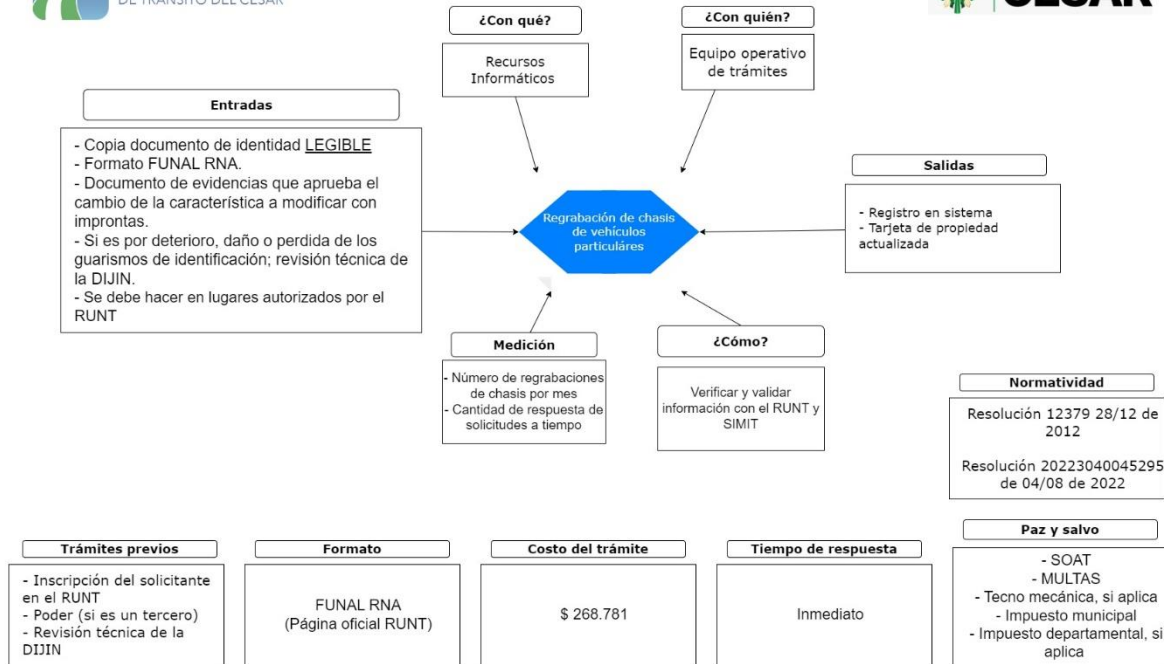 DE TRÁNSITO DEL CESAR
CESAR
¿Con qué?
Recursos
Informáticos
¿Con quién?
Equipo operativo
de trámites
Entradas
- Copia documento de identidad LEGIBLE
- Formato FUNAL RNA.
- Documento de evidencias que aprueba el
cambio de la característica a modificar con
improntas.
- Si es por deterioro, daño o perdida de los
guarismos de identificación; revisión técnica de
la DIJIN.
- Se debe hacer en lugares autorizados por el
RUNT
Regrabación de chasis
de vehículos
particuláres
Salidas
- Registro en sistema
- Tarjeta de propiedad
actualizada
Medición
- Número de regrabaciones
de chasis por mes
- Cantidad de respuesta de
solicitudes a tiempo
¿Cómo?
Verificar y validar
información con el RUNT y
SIMIT
Normatividad
Resolución 12379 28/12 de
2012
Resolución 20223040045295
de 04/08 de 2022
Trámites previos
- Inscripción del solicitante
en el RUNT
- Poder (si es un tercero)
- Revisión técnica de la
DIJIN
Formato
FUNAL RNA
(Página oficial RUNT)
Costo del trámite
$ 268.781
Tiempo de respuesta
Inmediato
Paz y salvo
- SOAT
- MULTAS
- Tecno mecánica, si aplica
- Impuesto municipal
- Impuesto departamental, si
aplica